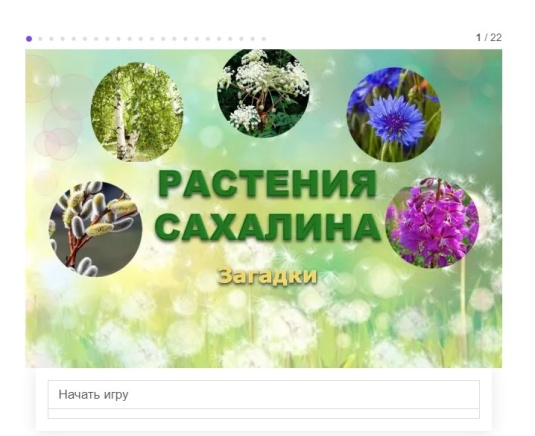 1 / 22
РАСТЕНИЯ
САХАЛИНА
Загадки
Начать игру